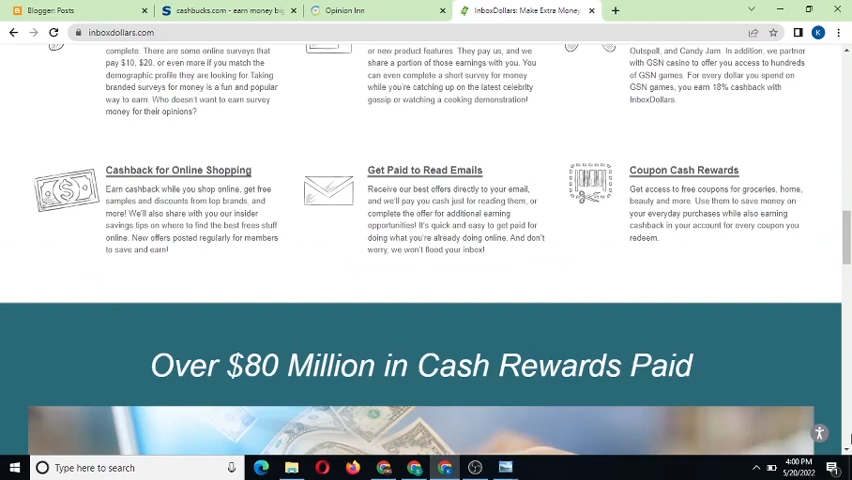 Blogger: Posts
cashbucks.com - earn money big
Opinion Inn
InboxDollars: Make Extra Money
inboxdollars.com
K
complete. There are some online surveys that
pay $10, $20, or even more if you match the
demographic profile they are looking for.Taking
branded surveys for money is a fun and popular
way to earn. Who doesn't want to earn survey
money for their opinions?
or new product features. They pay us, and we
share a portion of those earnings with you. You
can even complete a short survey for money
while you're catching up on the latest celebrity
gossip or watching a cooking demonstration!
Outspell, and Candy Jam. In addition, we partner
with GSN casino to offer you access to hundreds
of GSN games. For every dollar you spend on
GSN games, you earn 18% cashback with
InboxDollars.
Cashback for Online Shopping
Earn cashback while you shop online, get free
samples and discounts from top brands, and
more! We'll also share with you our insider
savings tips on where to find the best frees stuff
online. New offers posted regularly for members
to save and earn!
Get Paid to Read Emails
Receive our best offers directly to your email,
and we'll pay you cash just for reading them, or
complete the offer for additional earning
opportunities! It's quick and easy to get paid for
doing what you're already doing online. And don't
worry, we won't flood your inbox!
Coupon Cash Rewards
Get access to free coupons for groceries, home,
beauty and more. Use them to save money on
your everyday purchases while also earning
cashback in your account for every coupon you
redeem.
Over $80 Million in Cash Rewards Paid
Type here to search
4:00 PM
5/20/2022